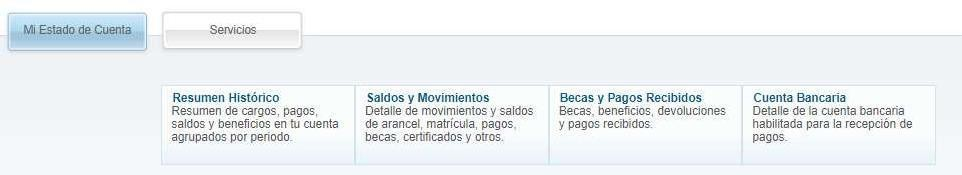 Mi Estado de Cuenta
Servicios
Resumen Histórico
Resumen de cargos, pagos,
saldos y beneficios en tu cuenta
agrupados por periodo.
Saldos y Movimientos
Detalle de movimientos y saldos
de arancel, matrícula, pagos,
becas, certificados y otros.
Becas y Pagos Recibidos
Becas, beneficios, devoluciones
y pagos recibidos.
Cuenta Bancaria
Detalle de la cuenta bancaria
habilitada para la recepción de
pagos.